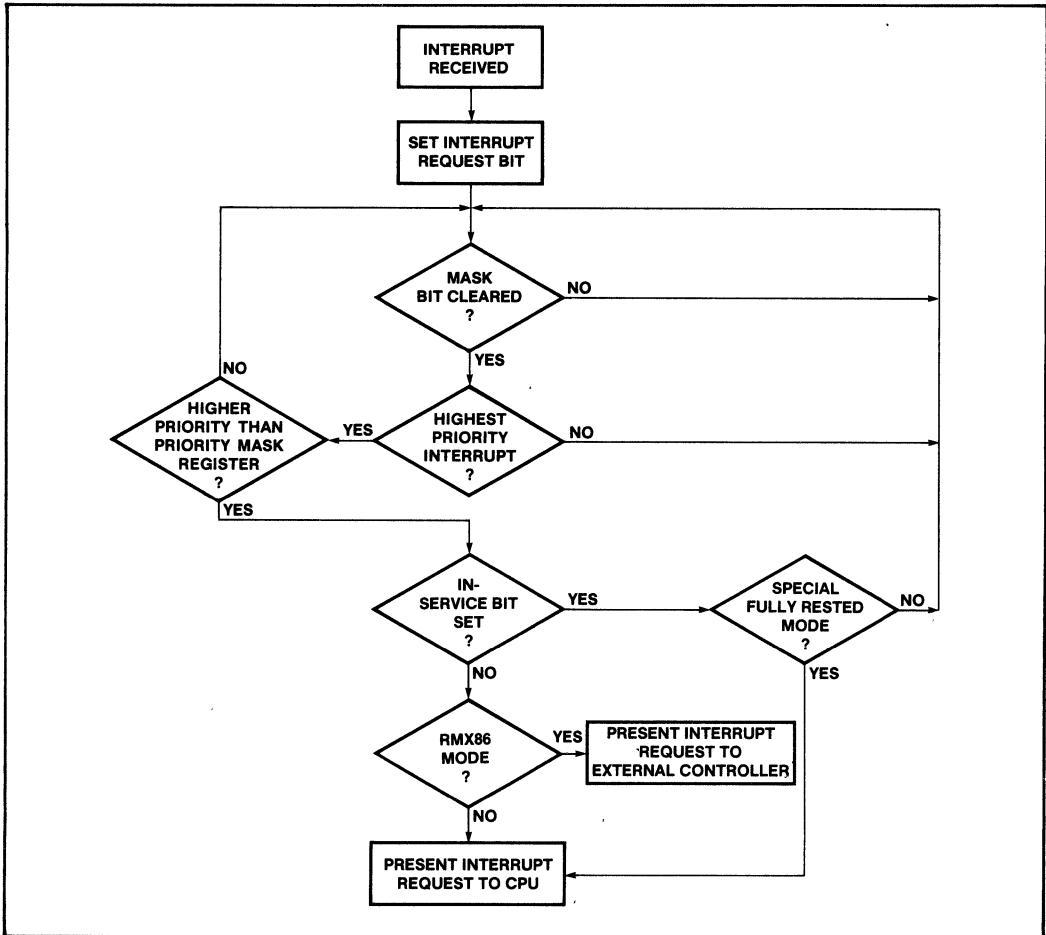 INTERRUPT
RECEIVED
SET INTERRUPT
REQUEST BIT
MASK
BIT CLEARED
?
NO
YES
HIGHEST
PRIORITY
INTERRUPT
?
NO
YES
HIGHER
PRIORITY THAN
PRIORITY MASK
REGISTER
?
NO
YES
IN-
SERVICE BIT
SET
?
YES
NO
SPECIAL
FULLY RESTED
MODE
?
NO
YES
RMX86
MODE
?
YES
NO
PRESENT INTERRUPT
REQUEST TO
EXTERNAL CONTROLLER
PRESENT INTERRUPT
REQUEST TO CPU